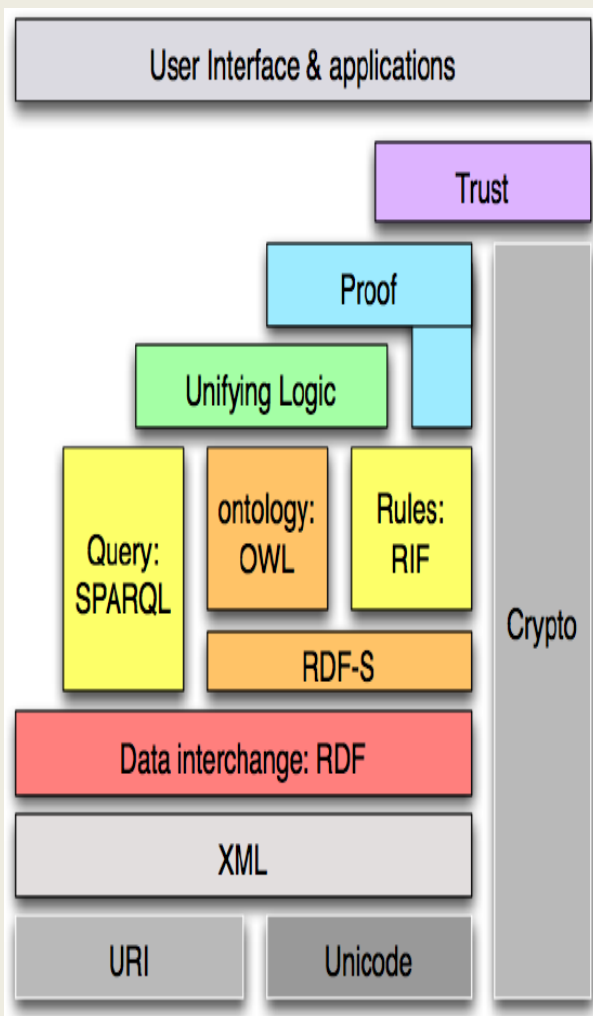 User Interface & applications
Trust
Proof
Unifying Logic
Query:
SPARQL
ontology:
OWL
Rules:
RIF
Crypto
RDF-S
Data interchange: RDF
XML
URI
Unicode